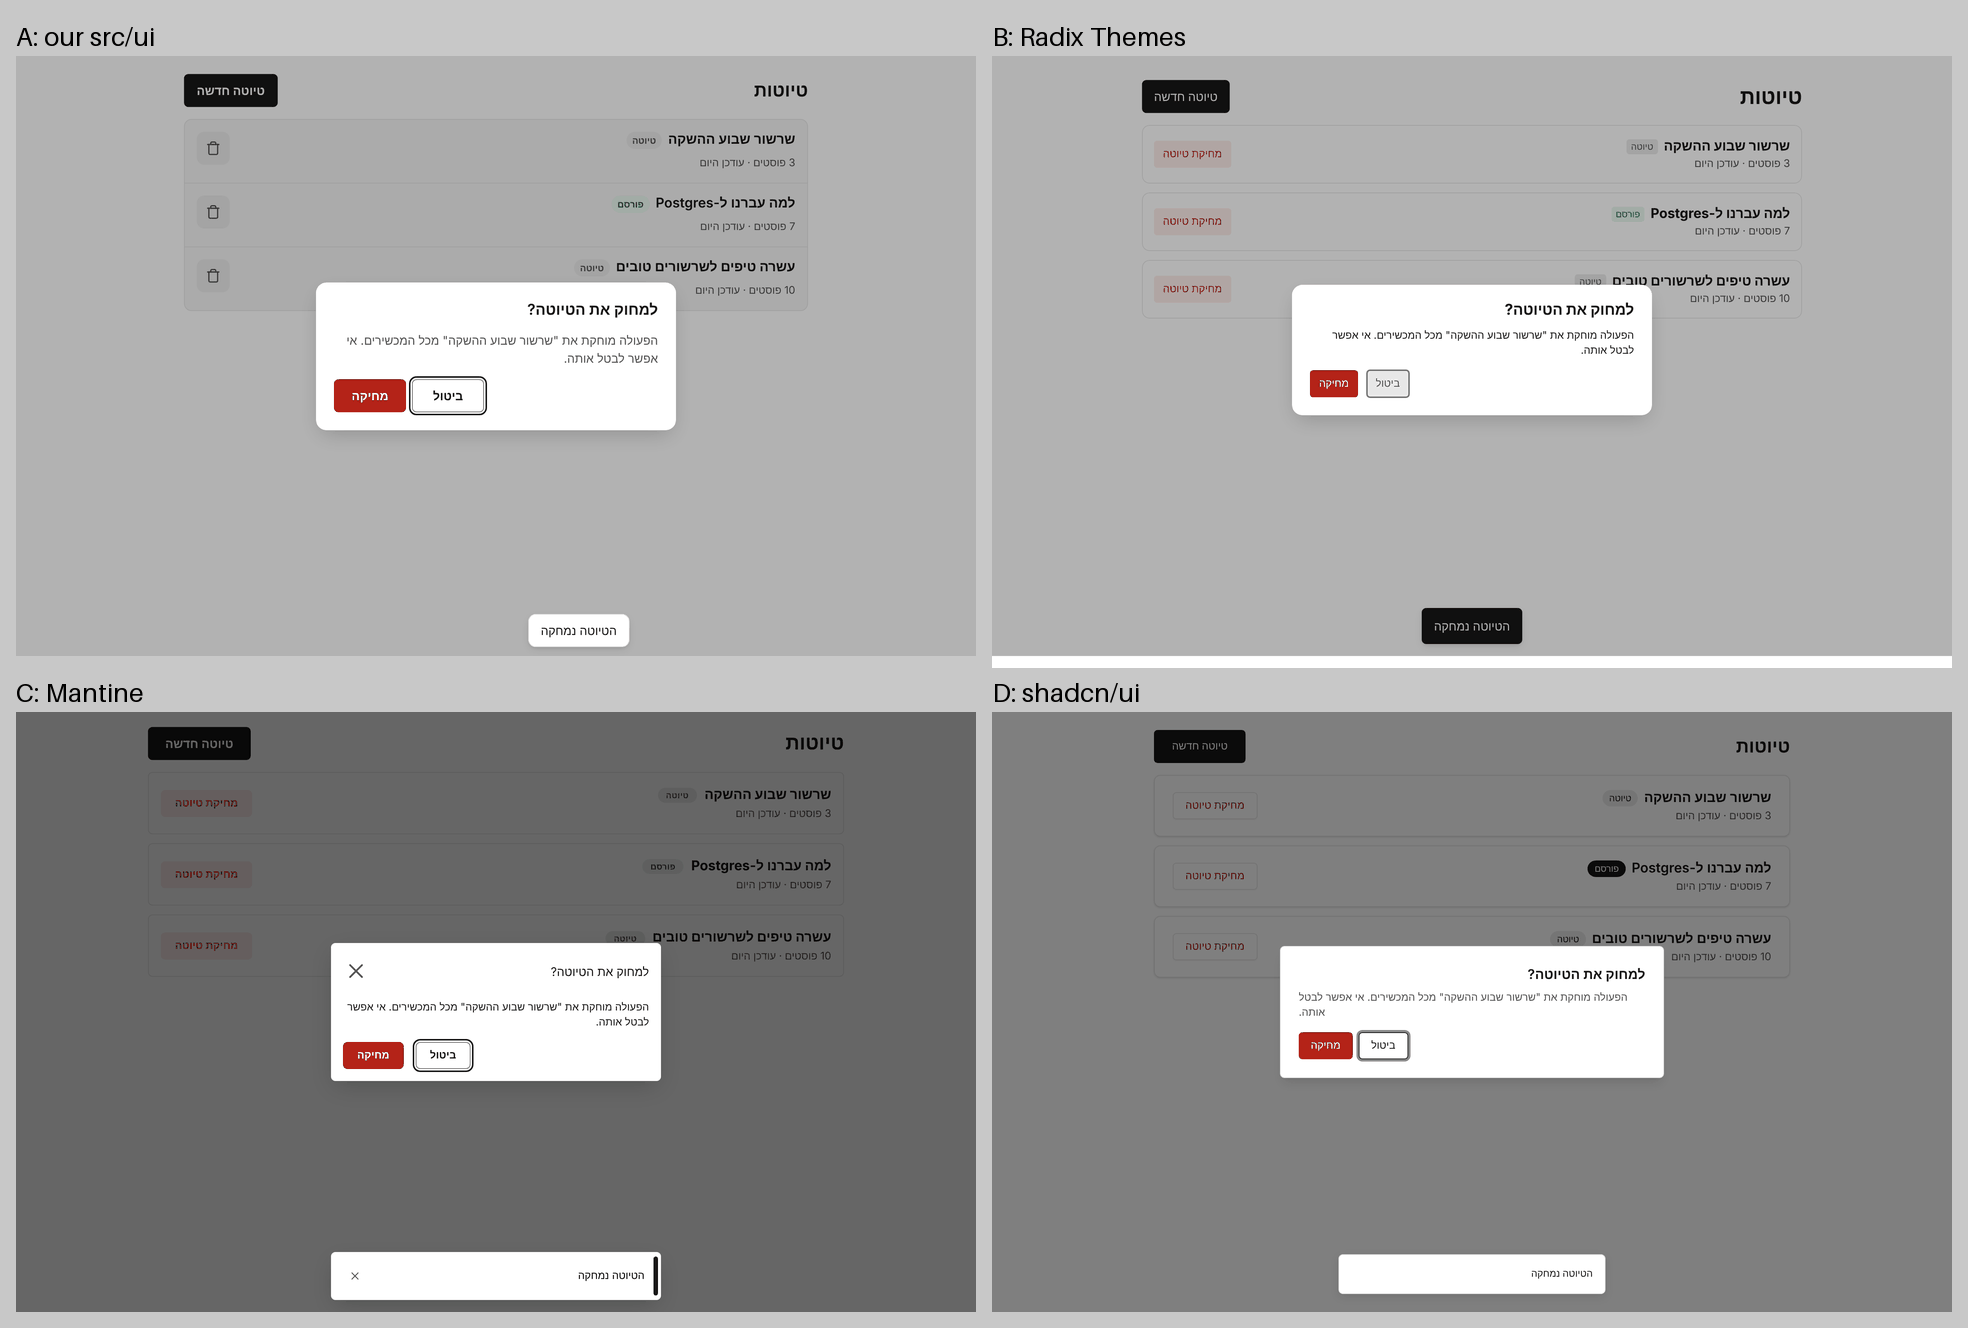 A: our src/ui
טיוטות
טיוטה חדשה
שרשור שבוע ההשקה טיוטה
3 פוסטים · עודכן היום
למה עברנו ל-Postgres פורסם
7 פוסטים · עודכן היום
עשרה טיפים לשרשורים טובים טיוטה
10 פוסטים · עודכן היום
למחוק את הטיוטה?
הפעולה מוחקת את "שרשור שבוע ההשקה" מכל המכשירים. אי
אפשר לבטל אותה.
ביטול
מחיקה
הטיוטה נמחקה
B: Radix Themes
טיוטות
טיוטה חדשה
שרשור שבוע ההשקה טיוטה
3 פוסטים · עודכן היום
מחיקת טיוטה
למה עברנו ל-Postgres פורסם
7 פוסטים · עודכן היום
מחיקת טיוטה
עשרה טיפים לשרשורים טובים טיוטה
10 פוסטים · עודכן היום
מחיקת טיוטה
למחוק את הטיוטה?
הפעולה מוחקת את "שרשור שבוע ההשקה" מכל המכשירים. אי אפשר
לבטל אותה.
ביטול
מחיקה
הטיוטה נמחקה
C: Mantine
טיוטות
טיוטה חדשה
שרשור שבוע ההשקה טיוטה
3 פוסטים · עודכן היום
מחיקת טיוטה
למה עברנו ל-Postgres פורסם
7 פוסטים · עודכן היום
מחיקת טיוטה
עשרה טיפים לשרשורים טובים טיוטה
10 פוסטים · עודכן היום
מחיקת טיוטה
למחוק את הטיוטה?
הפעולה מוחקת את "שרשור שבוע ההשקה" מכל המכשירים. אי אפשר
לבטל אותה.
ביטול
מחיקה
הטיוטה נמחקה
D: shadcn/ui
טיוטות
טיוטה חדשה
שרשור שבוע ההשקה טיוטה
3 פוסטים · עודכן היום
מחיקת טיוטה
למה עברנו ל-Postgres פורסם
7 פוסטים · עודכן היום
מחיקת טיוטה
עשרה טיפים לשרשורים טובים טיוטה
10 פוסטים · עודכן היום
מחיקת טיוטה
למחוק את הטיוטה?
הפעולה מוחקת את "שרשור שבוע ההשקה" מכל המכשירים. אי אפשר לבטל
אותה.
ביטול
מחיקה
הטיוטה נמחקה